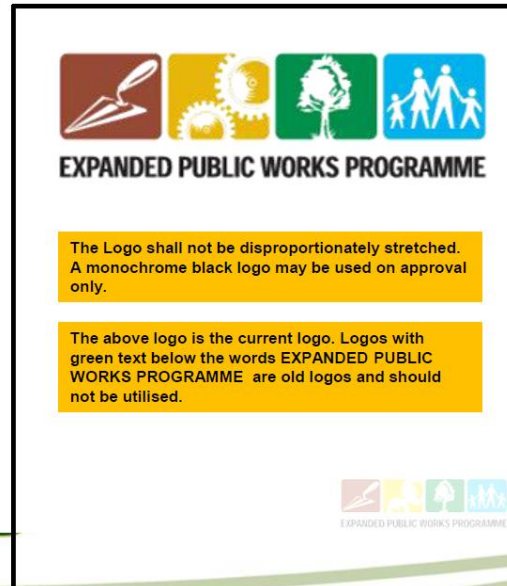 EXPANDED PUBLIC WORKS PROGRAMME
The Logo shall not be disproportionately stretched.
A monochrome black logo may be used on approval
only.
The above logo is the current logo. Logos with
green text below the words EXPANDED PUBLIC
WORKS PROGRAMME are old logos and should
not be utilised.
EXPANDED PUBLIC WORKS PROGRAMME